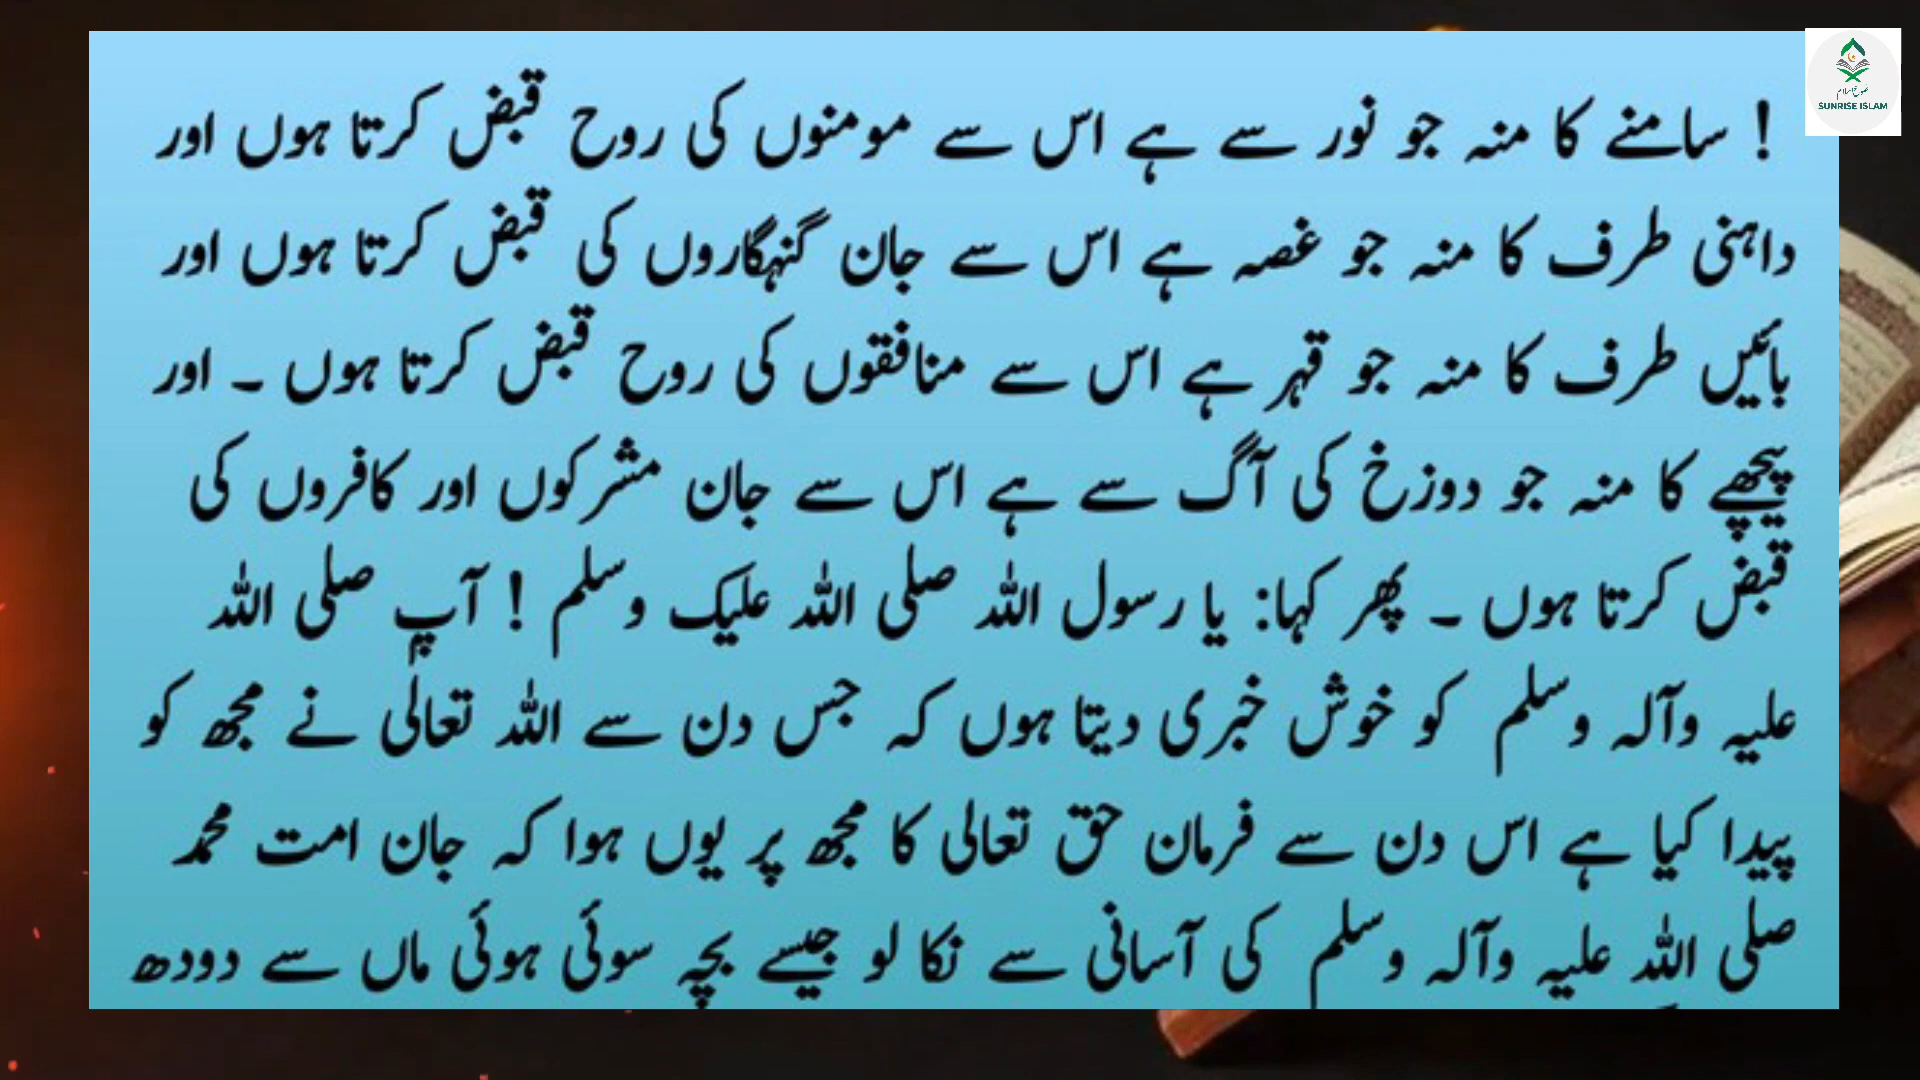 ! سامنے کا منہ جو نور سے ہے اس سے مومنوں کی روح قبض کرتا ہوں اور
داہنی طرف کا منہ جو غصہ ہے اس سے جان گنہگاروں کی قبض کرتا ہوں اور
بائیں طرف کا منہ جو قہر ہے اس سے منافقوں کی روح قبض کرتا ہوں ۔ اور
پیچھے کا منہ جو دوزخ کی آگ سے ہے اس سے جان مشرکوں اور کافروں کی
قبض کرتا ہوں ۔ پھر کہا: یا رسول اللہ صلی اللہ علیک وسلم ! آپ صلی اللہ
علیہ وآلہ وسلم کو خوش خبری دیتا ہوں کہ جس دن سے اللہ تعالٰی نے مجھ کو
پیدا کیا ہے اس دن سے فرمان حق تعالی کا مجھ پر یوں ہوا کہ جان امت محمد
صلی اللہ علیہ وآلہ وسلم کی آسانی سے نکا لو جیسے بچہ سوئی ہوئی ماں سے دودھ
SUNRISE ISLAM